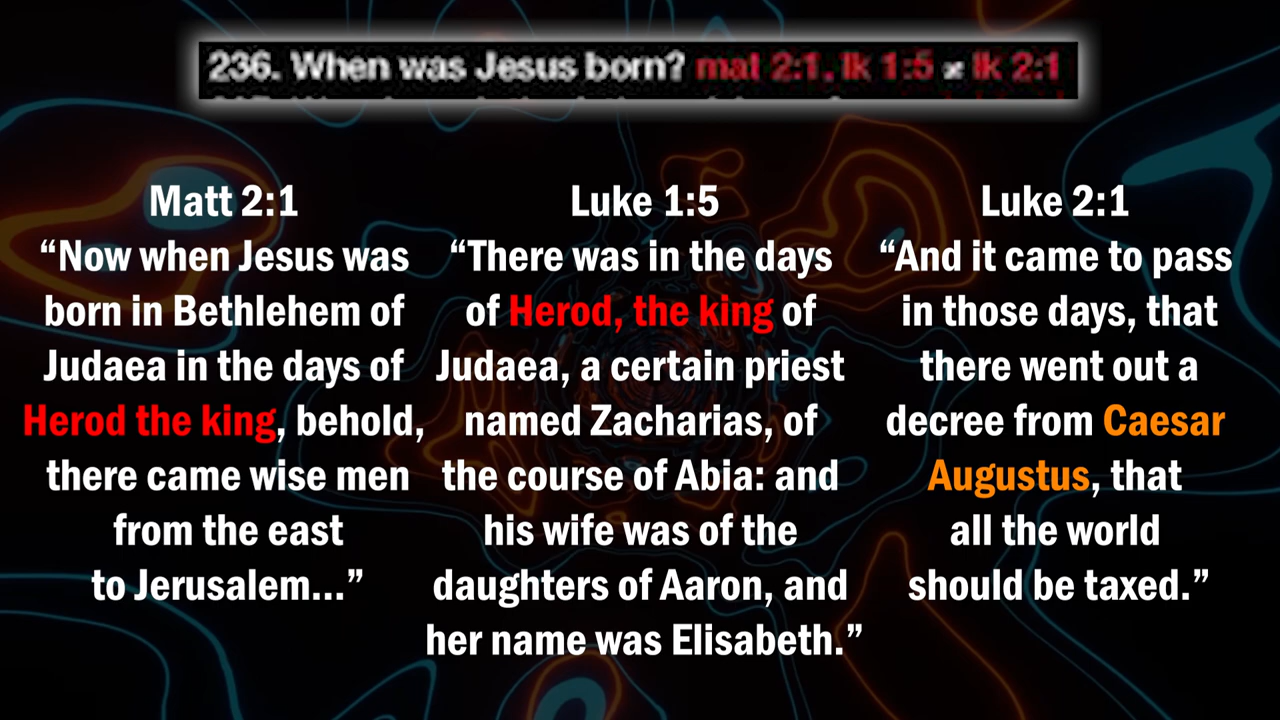 236. When was Jesus born? mat 2:1, lk 1:5 ≠ lk 2:1
Matt 2:1
“Now when Jesus was
born in Bethlehem of
Judaea in the days of
Herod the king, behold,
there came wise men
from the east
to Jerusalem...”
Luke 1:5
“There was in the days
of Herod, the king of
Judaea, a certain priest
named Zacharias, of
the course of Abia: and
his wife was of the
daughters of Aaron, and
her name was Elisabeth.”
Luke 2:1
“And it came to pass
in those days, that
there went out a
decree from Caesar
Augustus, that
all the world
should be taxed.”